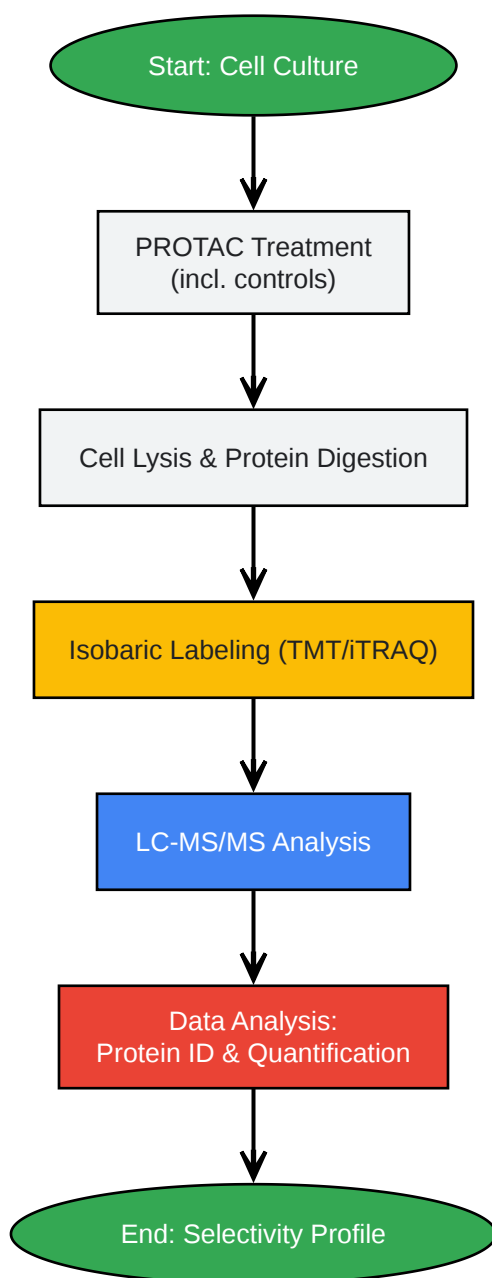 Start: Cell Culture
PROTAC Treatment
(incl. controls)
Cell Lysis & Protein Digestion
Isobaric Labeling (TMT/iTRAQ)
LC-MS/MS Analysis
Data Analysis:
Protein ID & Quantification
End: Selectivity Profile